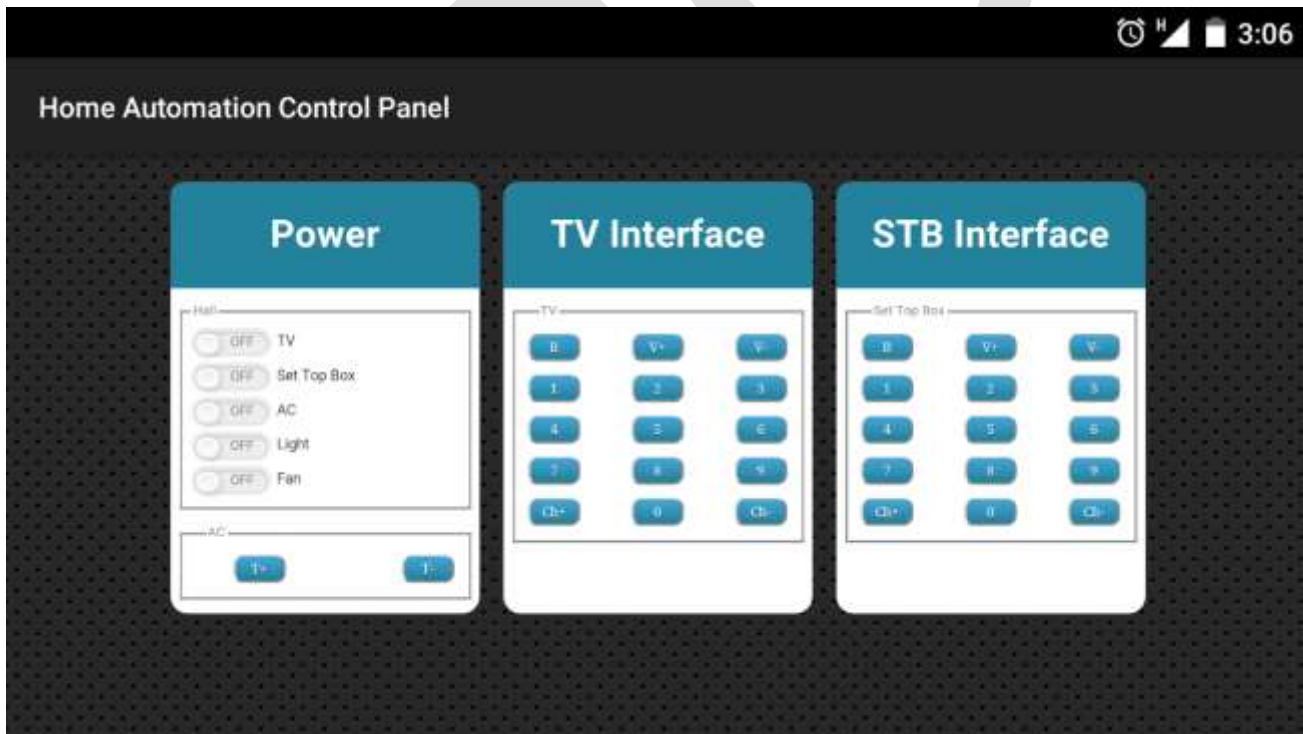 3:06
Home Automation Control Panel
Power
Hall
OFF TV
OFF Set Top Box
OFF AC
OFF Light
OFF Fan
AC
T+ T-
TV Interface
TV
V+ V-
1 2 3
4 5 6
7 8 9
Ch+ 0 Ch-
STB Interface
Set Top Box
V+ V-
1 2 3
4 5 6
7 8 9
Ch+ 0 Ch-